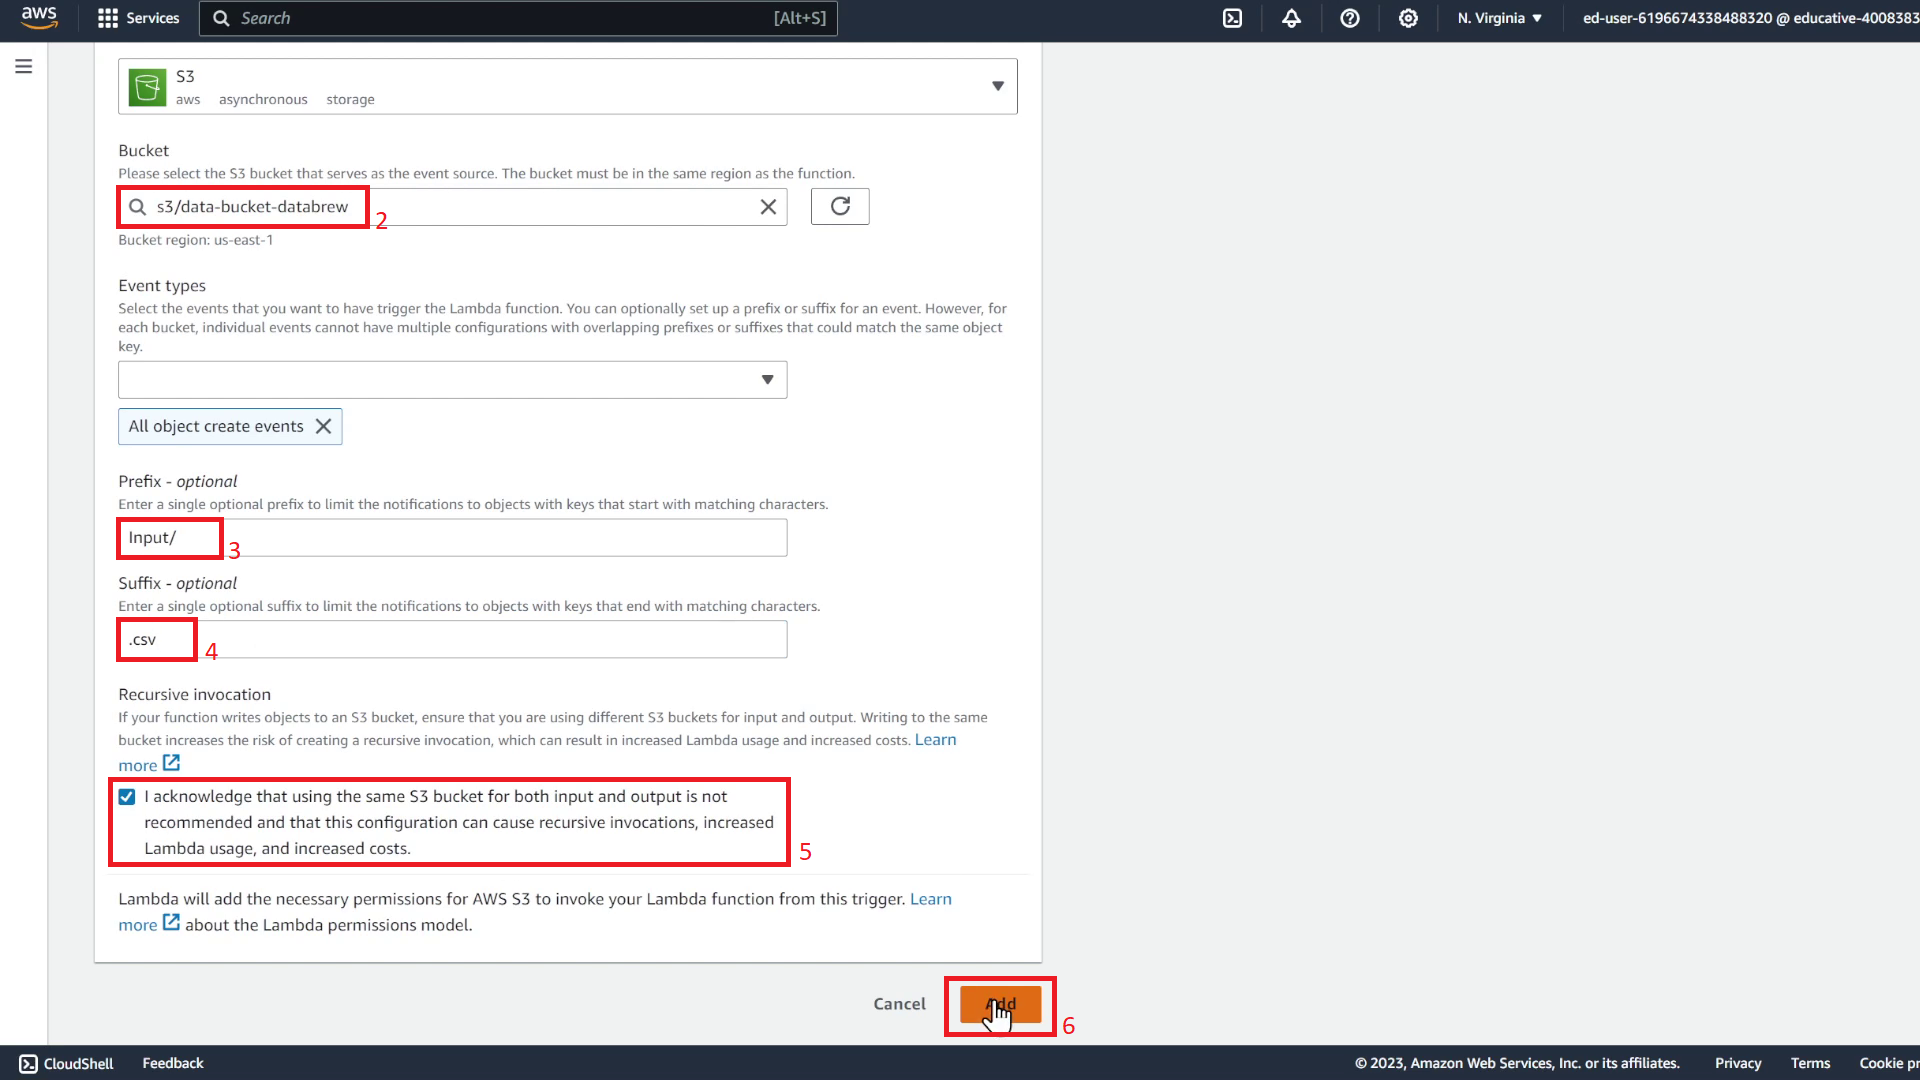 aws
Services
Search
[Alt+S]
N. Virginia
ed-user-6196674338488320 @ educative-4008383
S3
aws asynchronous storage
Bucket
Please select the S3 bucket that serves as the event source. The bucket must be in the same region as the function.
s3/data-bucket-databrew
2
Bucket region: us-east-1
Event types
Select the events that you want to have trigger the Lambda function. You can optionally set up a prefix or suffix for an event. However, for
each bucket, individual events cannot have multiple configurations with overlapping prefixes or suffixes that could match the same object
key.
All object create events
Prefix - optional
Enter a single optional prefix to limit the notifications to objects with keys that start with matching characters.
Input/
3
Suffix - optional
Enter a single optional suffix to limit the notifications to objects with keys that end with matching characters.
.csv
4
Recursive invocation
If your function writes objects to an S3 bucket, ensure that you are using different S3 buckets for input and output. Writing to the same
bucket increases the risk of creating a recursive invocation, which can result in increased Lambda usage and increased costs. Learn
more
I acknowledge that using the same S3 bucket for both input and output is not
recommended and that this configuration can cause recursive invocations, increased
Lambda usage, and increased costs.
5
Lambda will add the necessary permissions for AWS S3 to invoke your Lambda function from this trigger. Learn
more about the Lambda permissions model.
Cancel
Add
6
CloudShell
Feedback
© 2023, Amazon Web Services, Inc. or its affiliates.
Privacy
Terms
Cookie pr